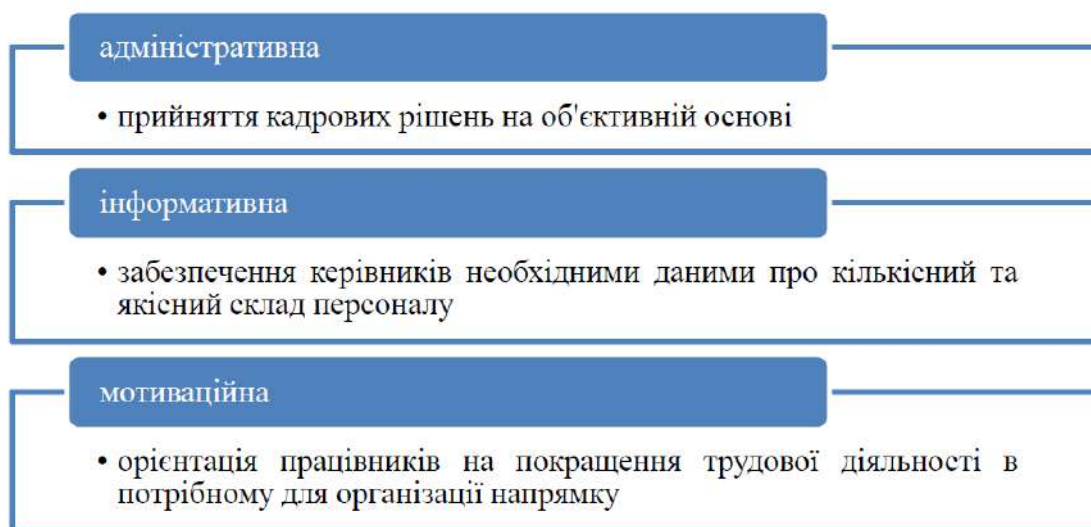 адміністративна
• прийняття кадрових рішень на об'єктивній основі
інформативна
• забезпечення керівників необхідними даними про кількісний та
якісний склад персоналу
мотиваційна
• орієнтація працівників на покращення трудової діяльності в
потрібному для організації напрямку